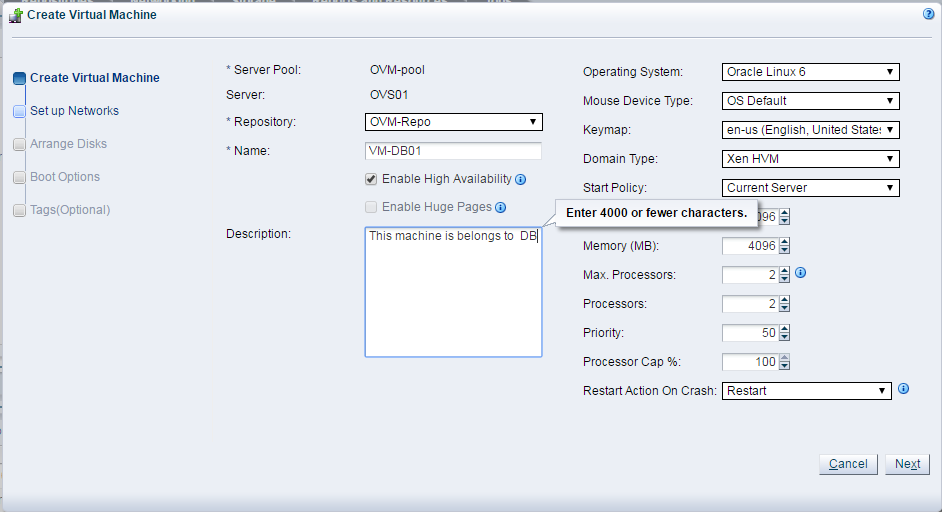 Create Virtual Machine
Create Virtual Machine
Set up Networks
Arrange Disks
Boot Options
Tags(Optional)
* Server Pool: OVM-pool
Server: OVS01
* Repository: OVM-Repo
* Name: VM-DB01
Enable High Availability
Enable Huge Pages
Description: This machine is belongs to  DB
Enter 4000 or fewer characters.
Operating System: Oracle Linux 6
Mouse Device Type: OS Default
Keymap: en-us (English, United States
Domain Type: Xen HVM
Start Policy: Current Server
096
Memory (MB): 4096
Max. Processors: 2
Processors: 2
Priority: 50
Processor Cap %: 100
Restart Action On Crash: Restart
Cancel
Next